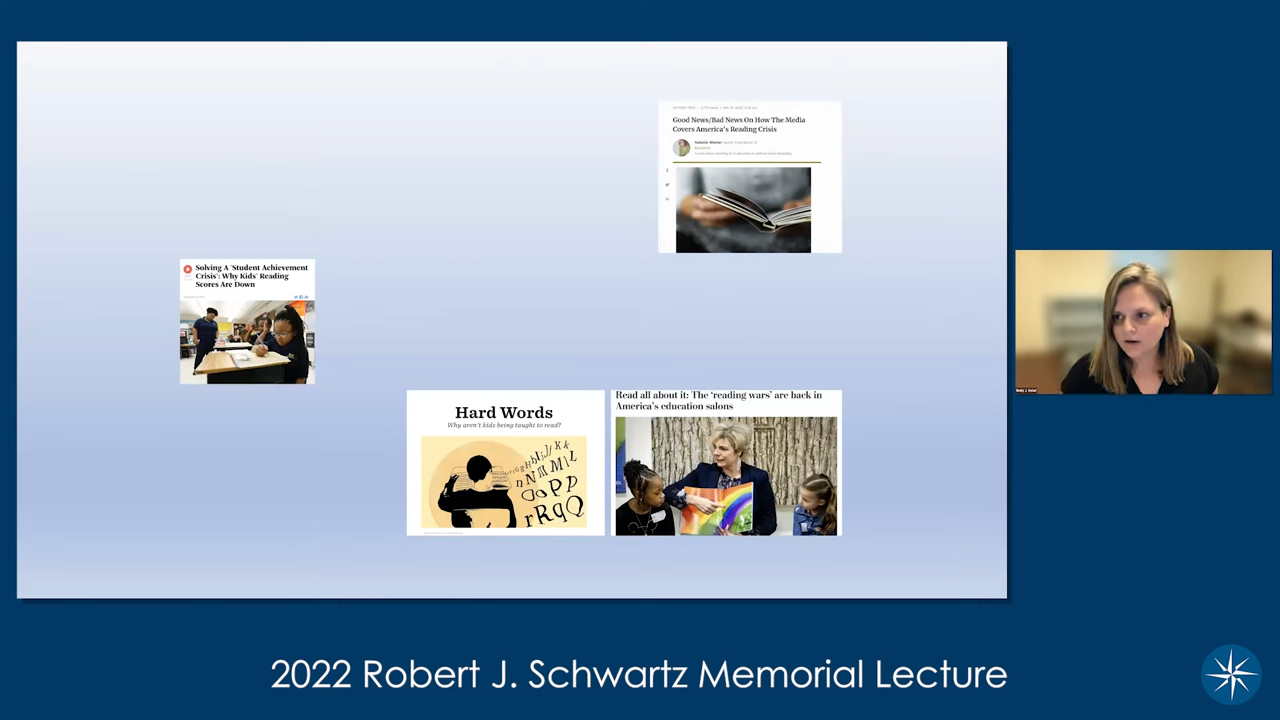 Good News/Bad News On How The Media
Covers America's Reading Crisis
Natalie Wexler
Solving A 'Student Achievement
Crisis': Why Kids' Reading
Scores Are Down
Hard Words
Why aren't kids being taught to read?
Read all about it: The 'reading wars' are back in
America's education salons
2022 Robert J. Schwartz Memorial Lecture